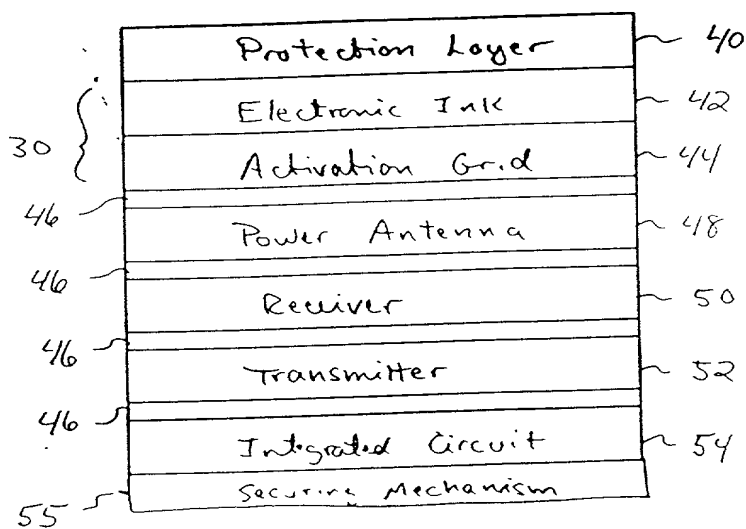 Protection Layer 40
Electronic Ink 42
30
Activation Grid 44
46
Power Antenna 48
46
Receiver 50
46
Transmitter 52
46
Integrated Circuit 54
Securing Mechanism
55